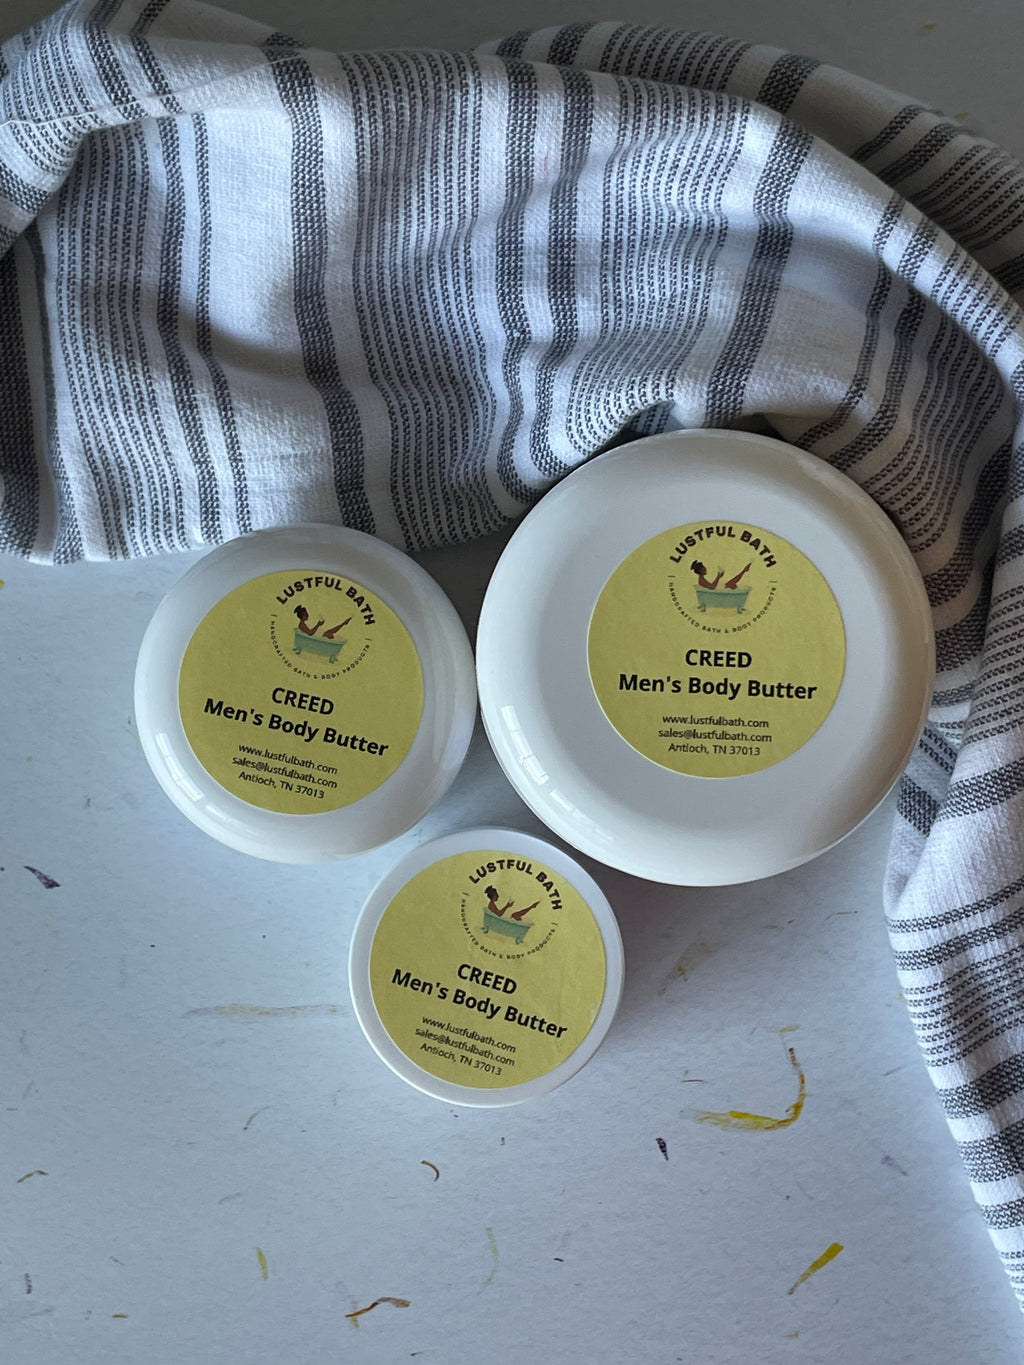 LUSTFUL BATH
| HANDCRAFTED BATH & BODY PRODUCTS |
CREED
Men's Body Butter
www.lustfulbath.com
sales@lustfulbath.com
Antioch, TN 37013
LUSTFUL BATH
| HANDCRAFTED BATH & BODY PRODUCTS |
CREED
Men's Body Butter
www.lustfulbath.com
sales@lustfulbath.com
Antioch, TN 37013
LUSTFUL BATH
| HANDCRAFTED BATH & BODY PRODUCTS |
CREED
Men's Body Butter
www.lustfulbath.com
sales@lustfulbath.com
Antioch, TN 37013